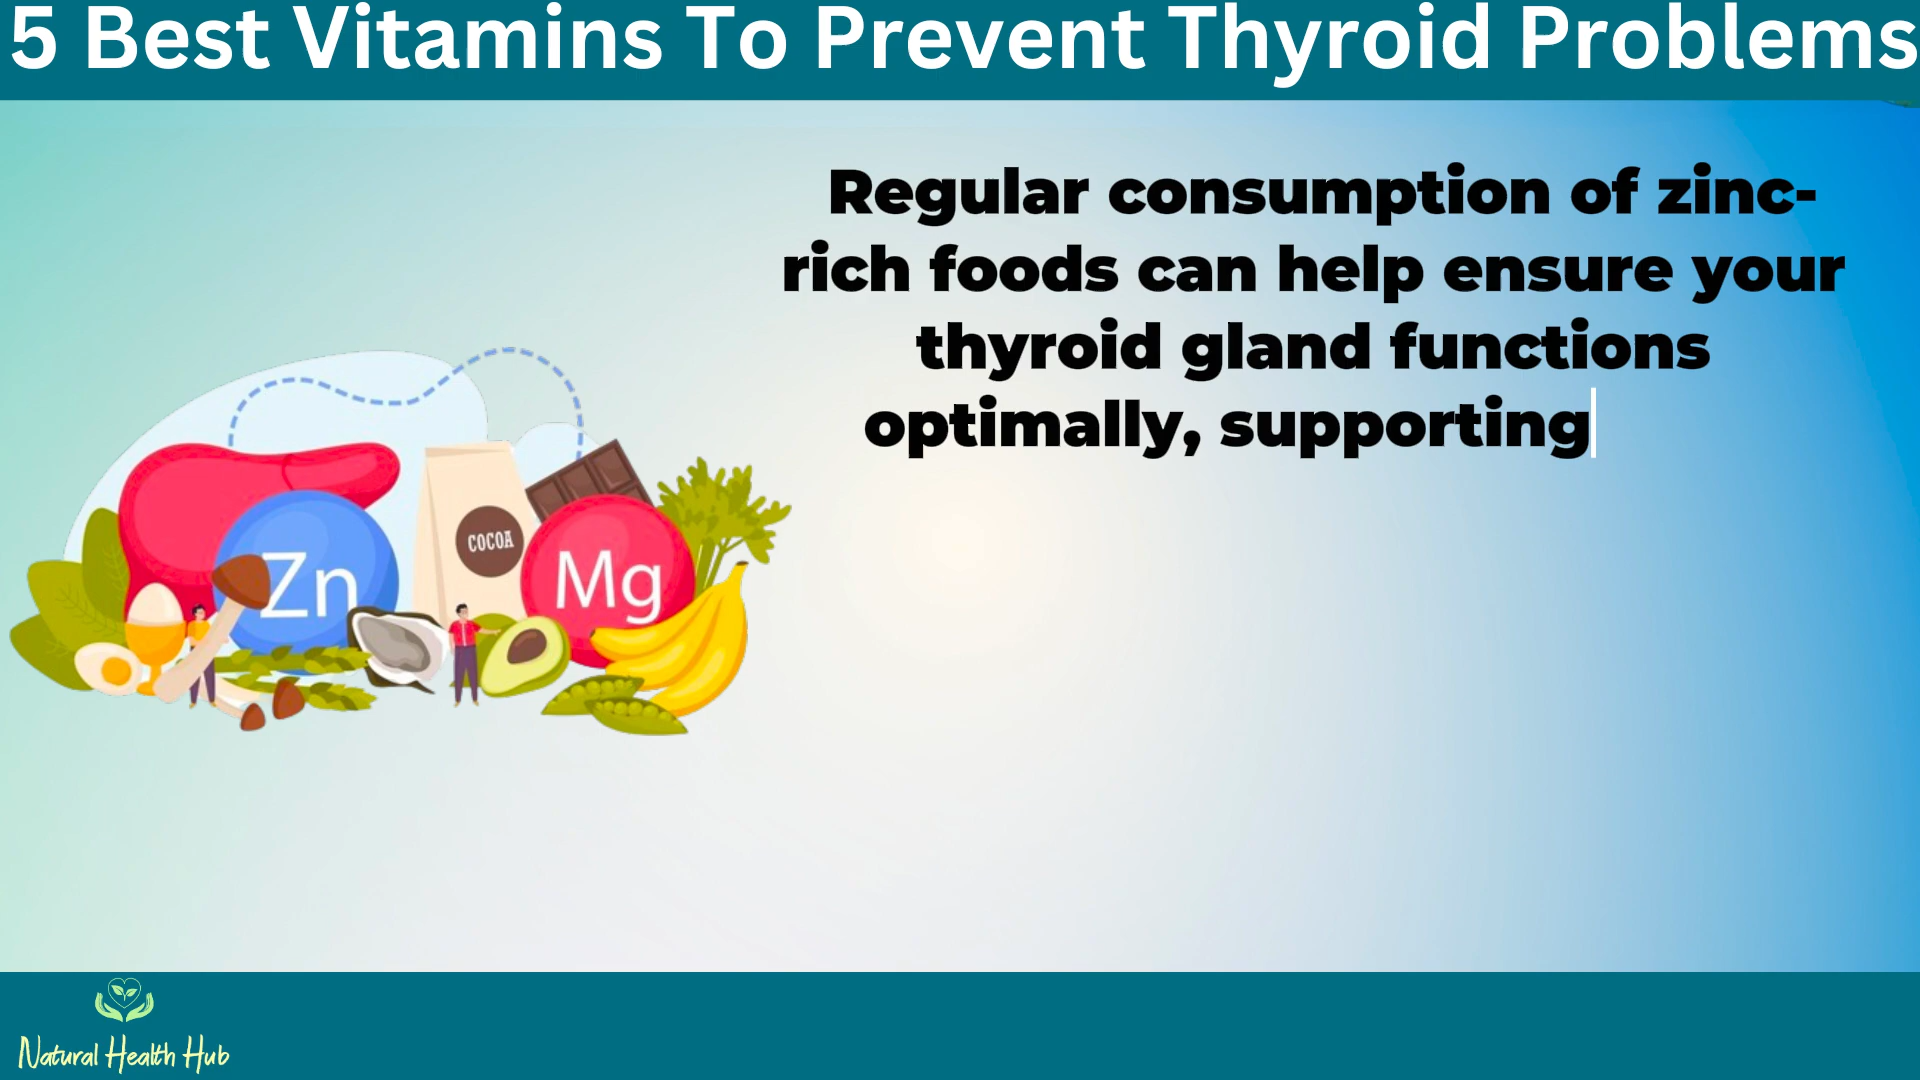 5 Best Vitamins To Prevent Thyroid Problems
Regular consumption of zinc-
rich foods can help ensure your
thyroid gland functions
optimally, supporting
COCOA
Zn
Mg
Natural Health Hub